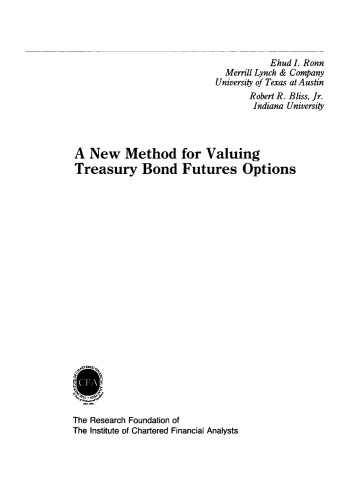 Ehud I. Ronn
Merrill Lynch & Company
University of Texas at Austin
Robert R. Bliss, Jr.
Indiana University
A New Method for Valuing
Treasury Bond Futures Options
CFA
The Research Foundation of
The Institute of Chartered Financial Analysts